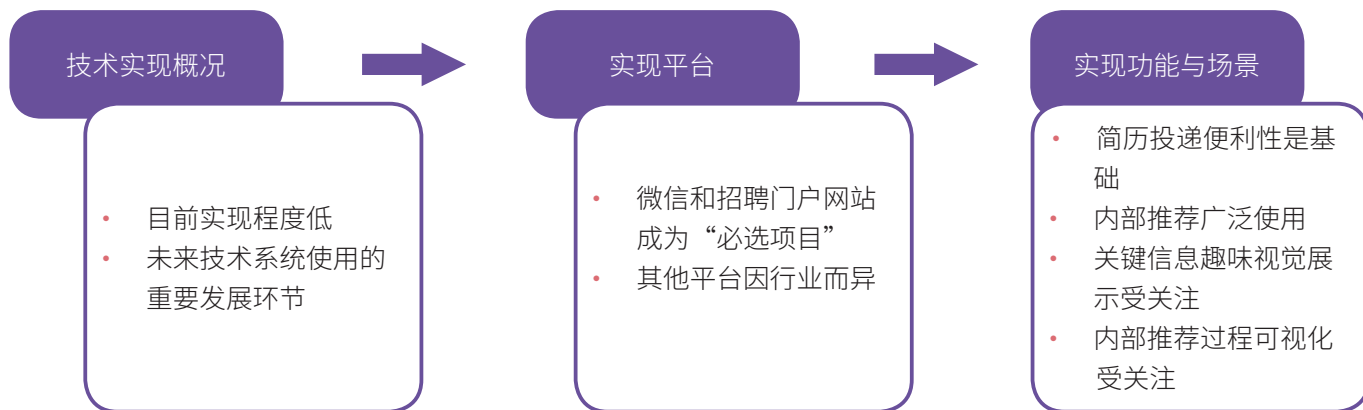 技术实现概况
• 目前实现程度低
• 未来技术系统使用的
重要发展环节
实现平台
• 微信和招聘门户网站
成为“必选项目”
• 其他平台因行业而异
实现功能与场景
• 简历投递便利性是基
础
• 内部推荐广泛使用
• 关键信息趣味视觉展
示受关注
• 内部推荐过程可视化
受关注